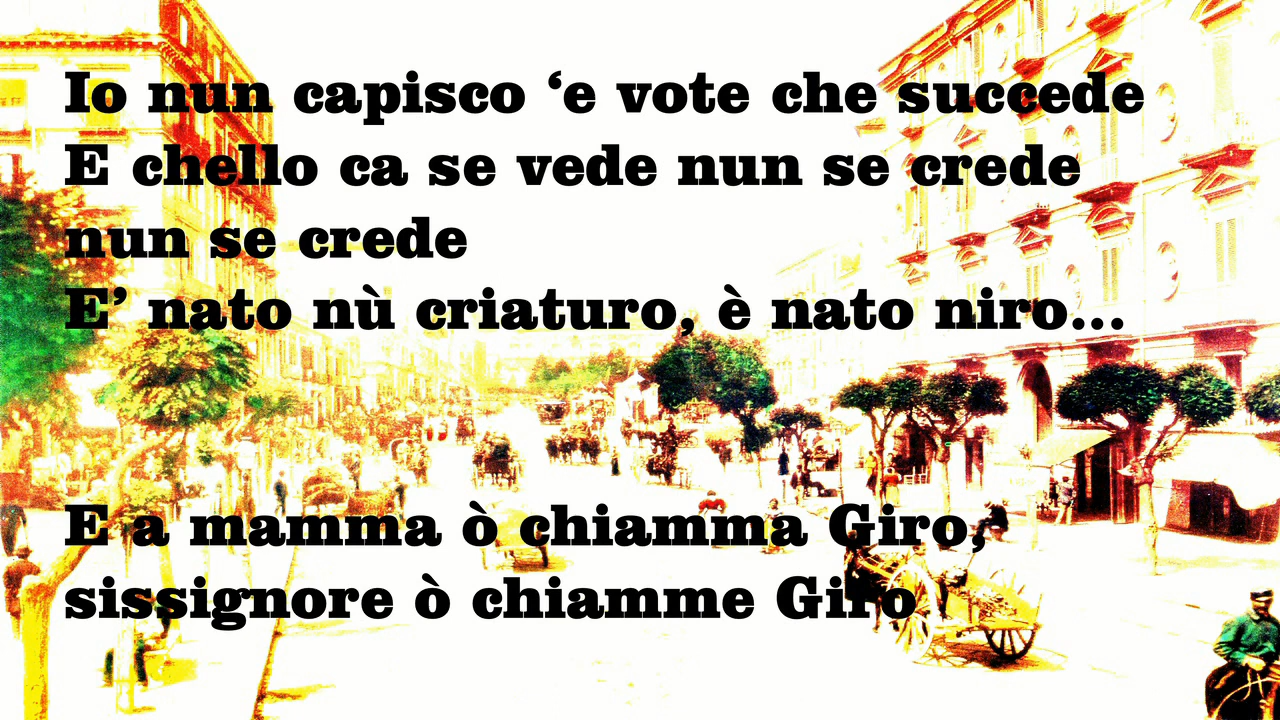 Io nun capisco ‘e vote che succede
E chello ca se vede nun se crede
nun se crede
E’ nato nù criaturo, è nato niro...
E a mamma ò chiamma Giro,
sissignore ò chiamme Giro